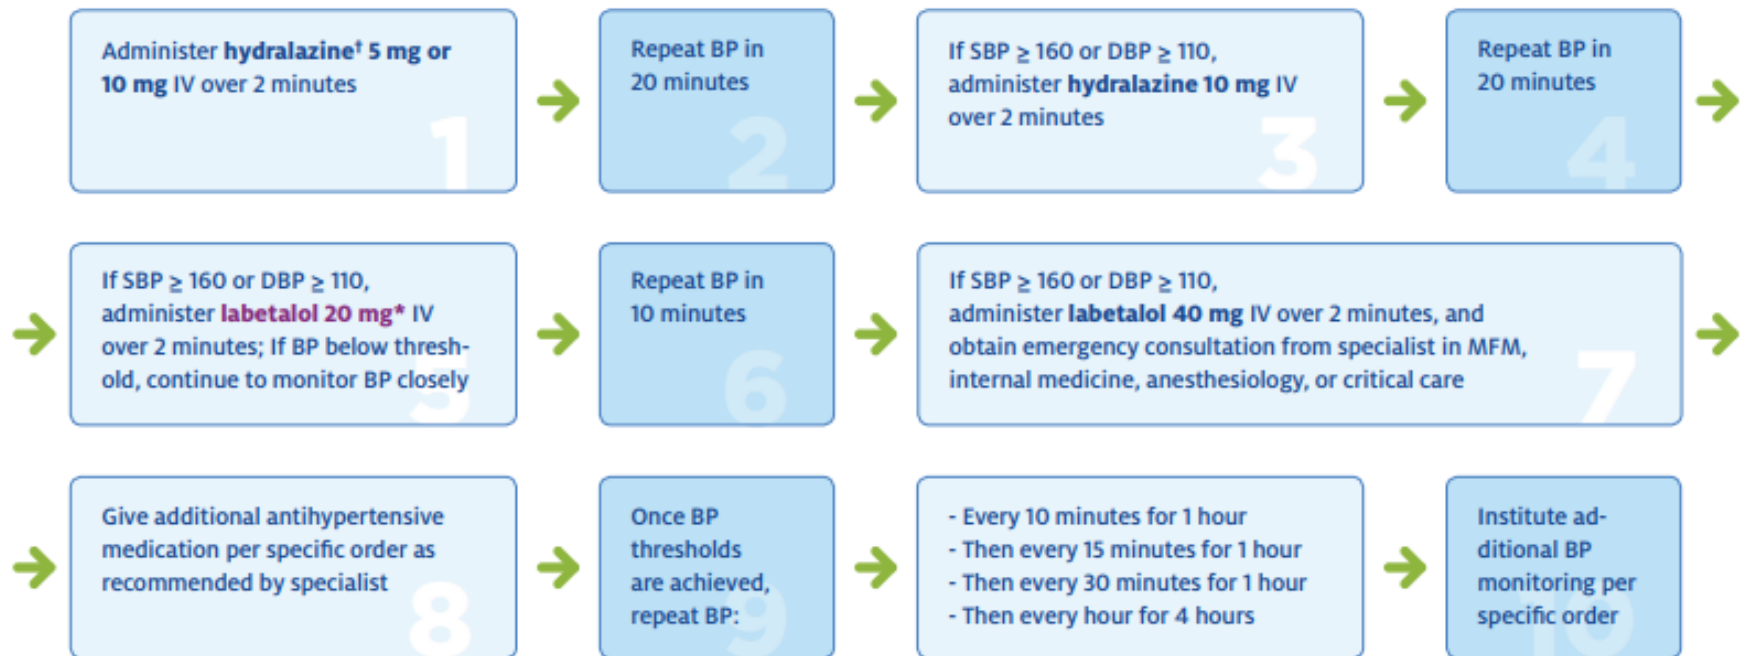 Administer hydralazine† 5 mg or
10 mg IV over 2 minutes
1
Repeat BP in
20 minutes
2
If SBP ≥ 160 or DBP ≥ 110,
administer hydralazine 10 mg IV
over 2 minutes
3
Repeat BP in
20 minutes
4
If SBP ≥ 160 or DBP ≥ 110,
administer labetalol 20 mg* IV
over 2 minutes; If BP below thresh-
old, continue to monitor BP closely
5
Repeat BP in
10 minutes
6
If SBP ≥ 160 or DBP ≥ 110,
administer labetalol 40 mg IV over 2 minutes, and
obtain emergency consultation from specialist in MFM,
internal medicine, anesthesiology, or critical care
7
Give additional antihypertensive
medication per specific order as
recommended by specialist
8
Once BP
thresholds
are achieved,
repeat BP:
9
- Every 10 minutes for 1 hour
- Then every 15 minutes for 1 hour
- Then every 30 minutes for 1 hour
- Then every hour for 4 hours
Institute ad-
ditional BP
monitoring per
specific order
10